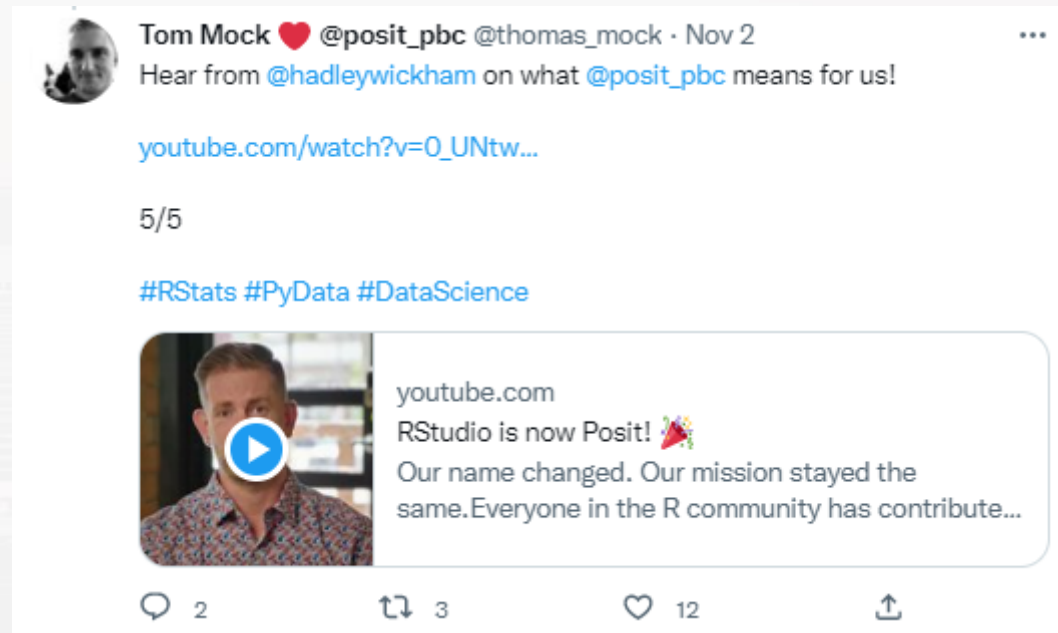 Tom Mock ❤️ @posit_pbc @thomas_mock · Nov 2
Hear from @hadleywickham on what @posit_pbc means for us!
youtube.com/watch?v=0_UNtw...
5/5
#RStats #PyData #DataScience
youtube.com
RStudio is now Posit! 🎉
Our name changed. Our mission stayed the
same.Everyone in the R community has contribute...
2 3 12